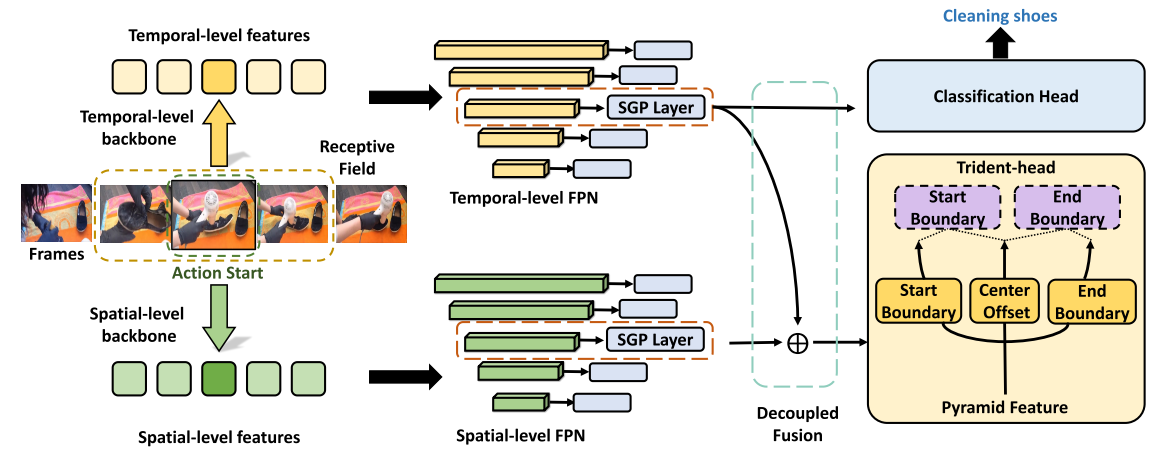 Cleaning shoes
Temporal-level features
Temporal-level
backbone
Receptive
Field
Frames
Action Start
Spatial-level
backbone
Spatial-level features
SGP Layer
Temporal-level FPN
SGP Layer
Spatial-level FPN
Decoupled
Fusion
Classification Head
Trident-head
Start
Boundary
End
Boundary
Start
Boundary
Center
Offset
End
Boundary
Pyramid Feature